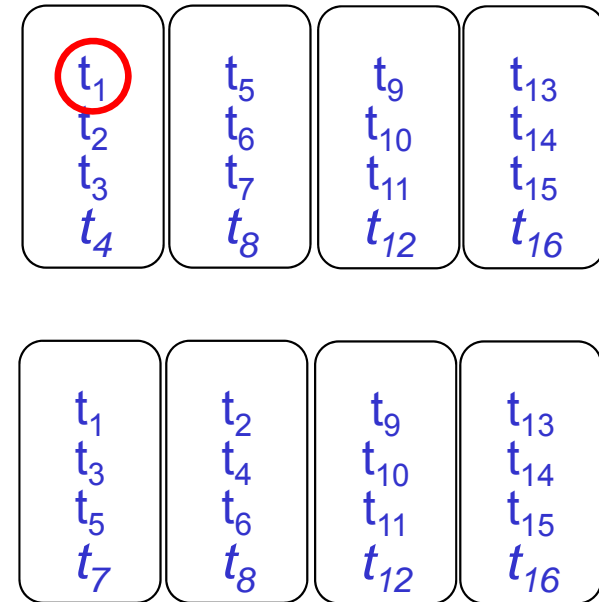 t₁ t₅ t₉ t₁₃
t₂ t₆ t₁₀ t₁₄
t₃ t₇ t₁₁ t₁₅
t₄ t₈ t₁₂ t₁₆
t₁ t₂ t₉ t₁₃
t₃ t₄ t₁₀ t₁₄
t₅ t₆ t₁₁ t₁₅
t₇ t₈ t₁₂ t₁₆